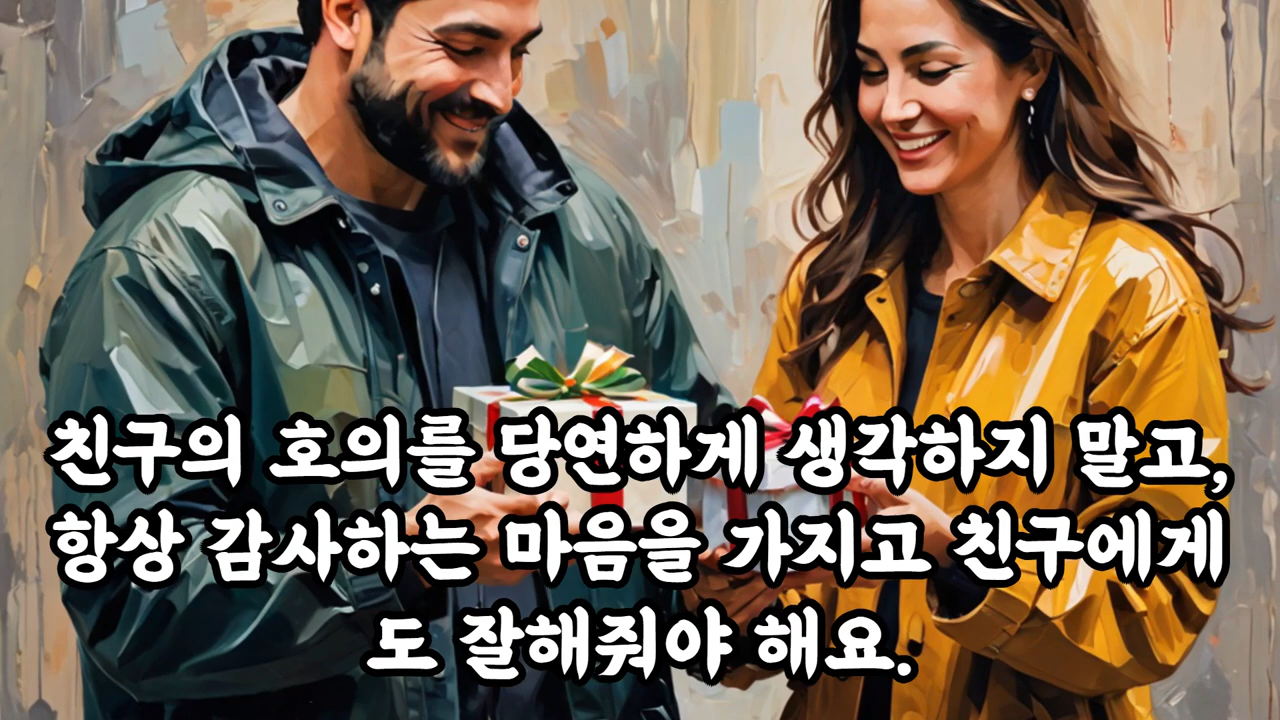 친구의 호의를 당연하게 생각하지 말고,
항상 감사하는 마음을 가지고 친구에게
도 잘해줘야 해요.